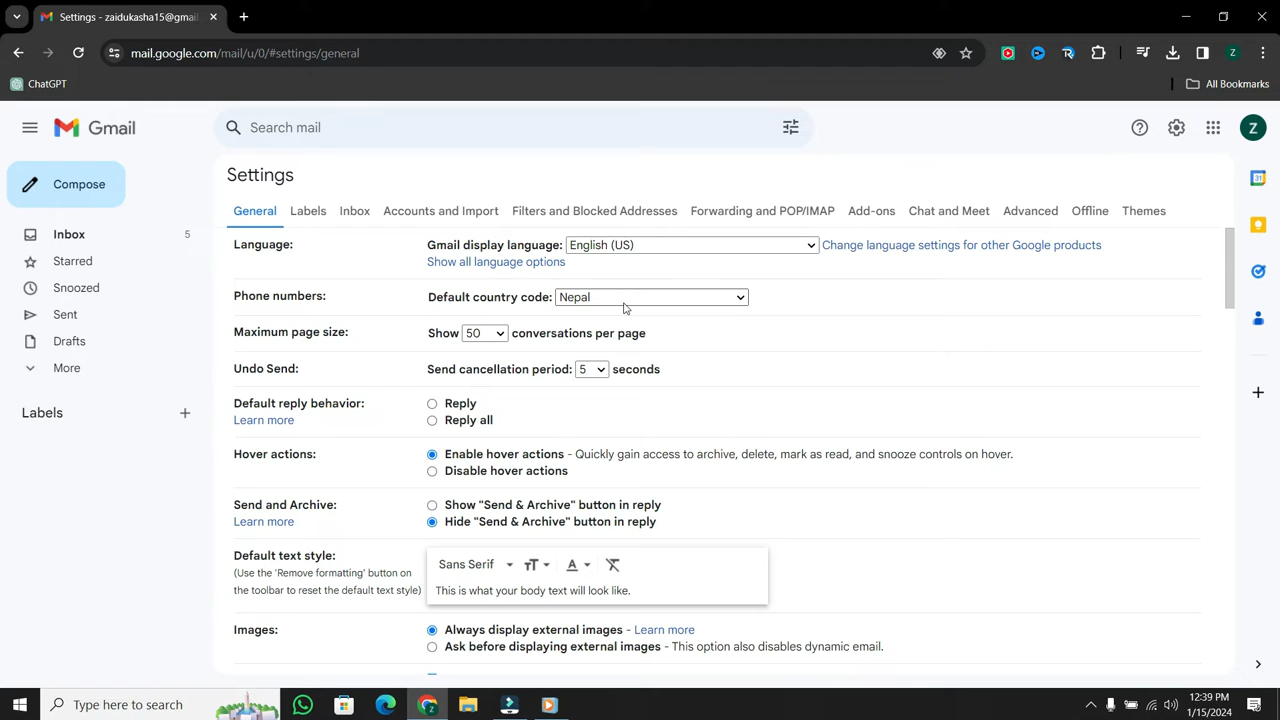 Settings - zaidukasha15@gmail
mail.google.com/mail/u/0/#settings/general
Z
ChatGPT
All Bookmarks
Gmail
Search mail
Z
Compose
Settings
General Labels Inbox Accounts and Import Filters and Blocked Addresses Forwarding and POP/IMAP Add-ons Chat and Meet Advanced Offline Themes
Inbox 5
Starred
Snoozed
Sent
Drafts
More
Labels
Language: Gmail display language: English (US) Change language settings for other Google products
Show all language options
Phone numbers: Default country code: Nepal
Maximum page size: Show 50 conversations per page
Undo Send: Send cancellation period: 5 seconds
Default reply behavior: Reply
Learn more Reply all
Hover actions: Enable hover actions - Quickly gain access to archive, delete, mark as read, and snooze controls on hover.
Disable hover actions
Send and Archive: Show "Send & Archive" button in reply
Learn more Hide "Send & Archive" button in reply
Default text style: Sans Serif
(Use the 'Remove formatting' button on
the toolbar to reset the default text style) This is what your body text will look like.
Images: Always display external images - Learn more
Ask before displaying external images - This option also disables dynamic email.
31
Type here to search
12:39 PM
1/15/2024